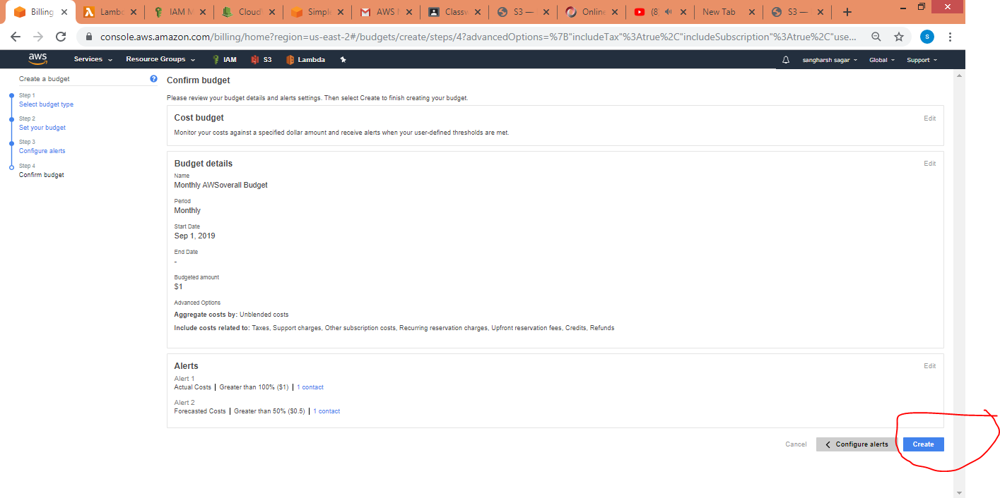 Billing
Lambd
IAM M
Cloud
Simple
AWS
Classw
S3 —
Online
(8)
New Tab
S3 —
console.aws.amazon.com/billing/home?region=us-east-2#/budgets/create/steps/4?advancedOptions=%7B"includeTax"%3Atrue%2C"includeSubscription"%3Atrue%2C"use...
S
aws Services Resource Groups IAM S3 Lambda sangharsh sagar Global Support
Create a budget
?
Step 1
Select budget type
Step 2
Set your budget
Step 3
Configure alerts
Step 4
Confirm budget
Confirm budget
Please review your budget details and alerts settings. Then select Create to finish creating your budget.
Cost budget
Edit
Monitor your costs against a specified dollar amount and receive alerts when your user-defined thresholds are met.
Budget details
Edit
Name
Monthly AWSoverall Budget
Period
Monthly
Start Date
Sep 1, 2019
End Date
-
Budgeted amount
$1
Advanced Options
Aggregate costs by: Unblended costs
Include costs related to: Taxes, Support charges, Other subscription costs, Recurring reservation charges, Upfront reservation fees, Credits, Refunds
Alerts
Edit
Alert 1
Actual Costs | Greater than 100% ($1) | 1 contact
Alert 2
Forecasted Costs | Greater than 50% ($0.5) | 1 contact
Cancel
Configure alerts
Create